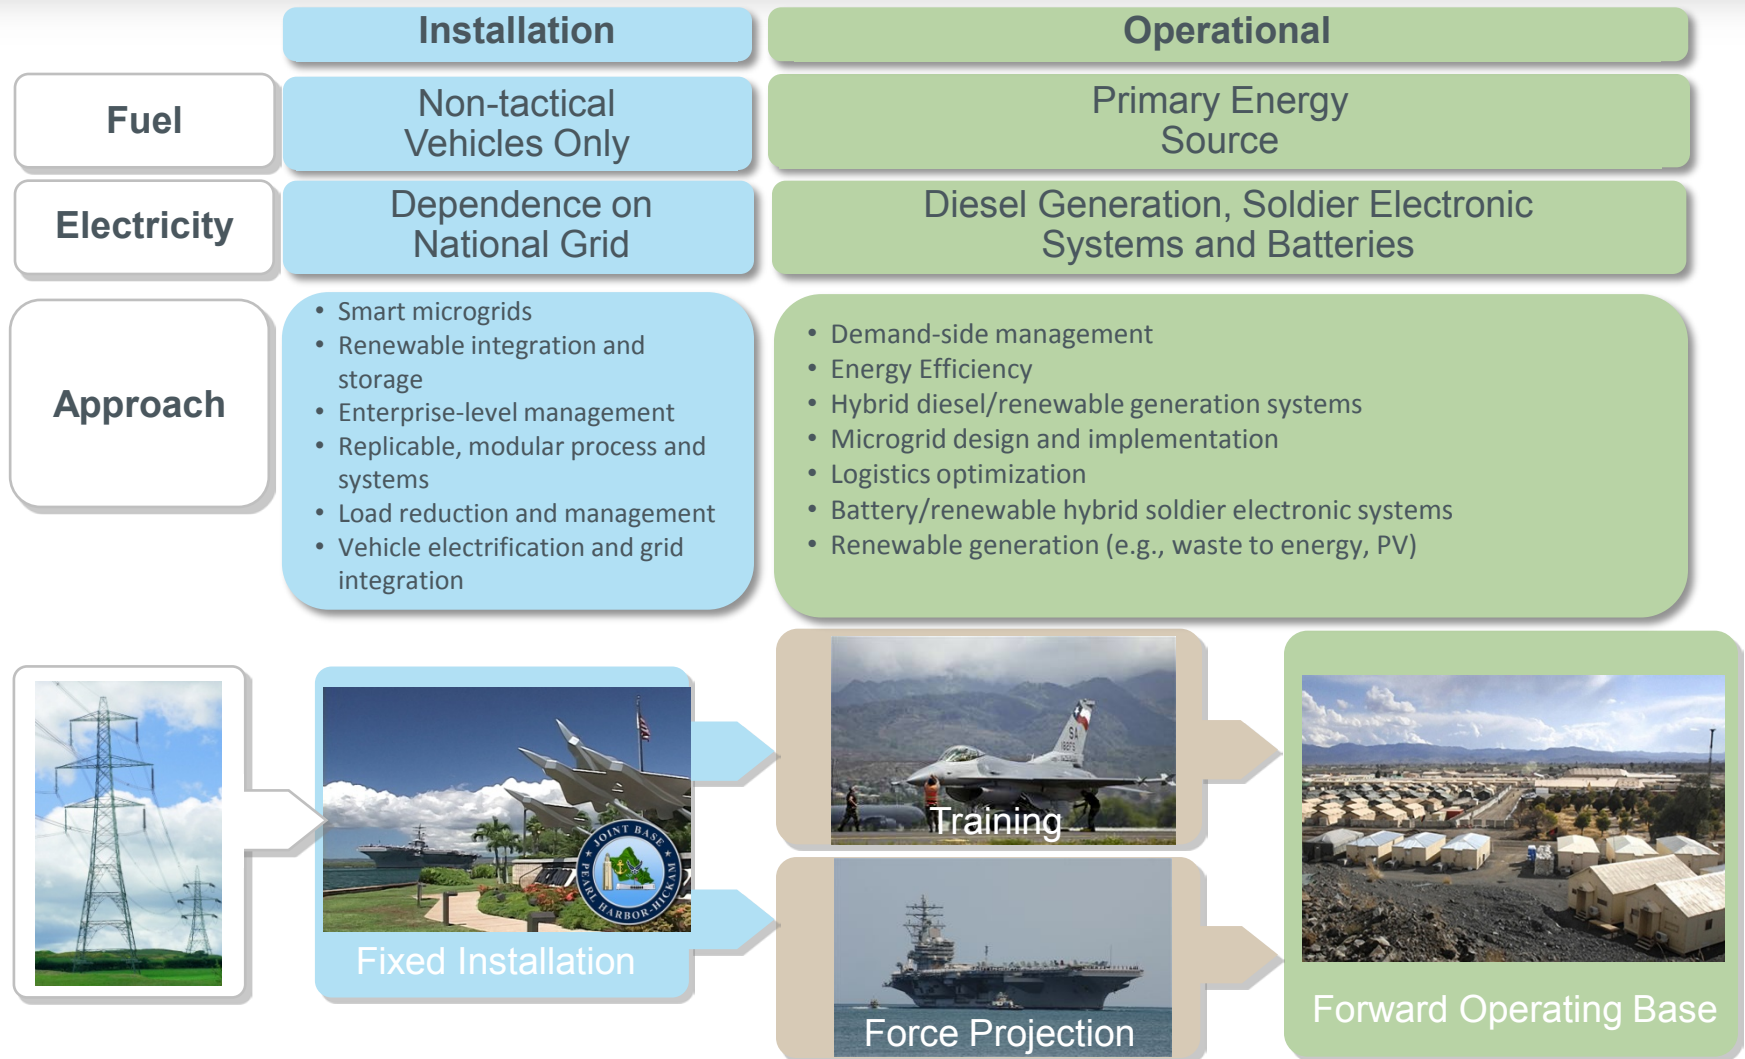 Installation
Operational
Fuel
Non-tactical
Vehicles Only
Primary Energy
Source
Electricity
Dependence on
National Grid
Diesel Generation, Soldier Electronic
Systems and Batteries
Approach
• Smart microgrids
• Renewable integration and
storage
• Enterprise-level management
• Replicable, modular process and
systems
• Load reduction and management
• Vehicle electrification and grid
integration
• Demand-side management
• Energy Efficiency
• Hybrid diesel/renewable generation systems
• Microgrid design and implementation
• Logistics optimization
• Battery/renewable hybrid soldier electronic systems
• Renewable generation (e.g., waste to energy, PV)
JOINT BASE
PEARL HARBOR-HICKAM
Fixed Installation
SA
Training
Force Projection
Forward Operating Base